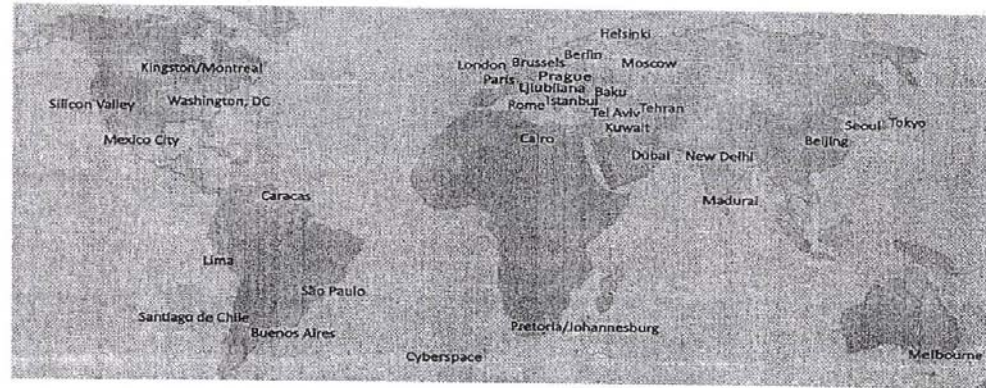 Helsinki
Berlin
London Brussels Moscow
Kingston/Montreal
Paris Prague
Ljubljana Baku
Silicon Valley Washington, DC
Rome Istanbul Tehran
Tel Aviv
Seoul Tokyo
Kuwait
Mexico City Cairo Beijing
Dubai New Delhi
Caracas Madurai
Lima
São Paulo
Santiago de Chile
Pretoria/Johannesburg
Buenos Aires
Cyberspace Melbourne